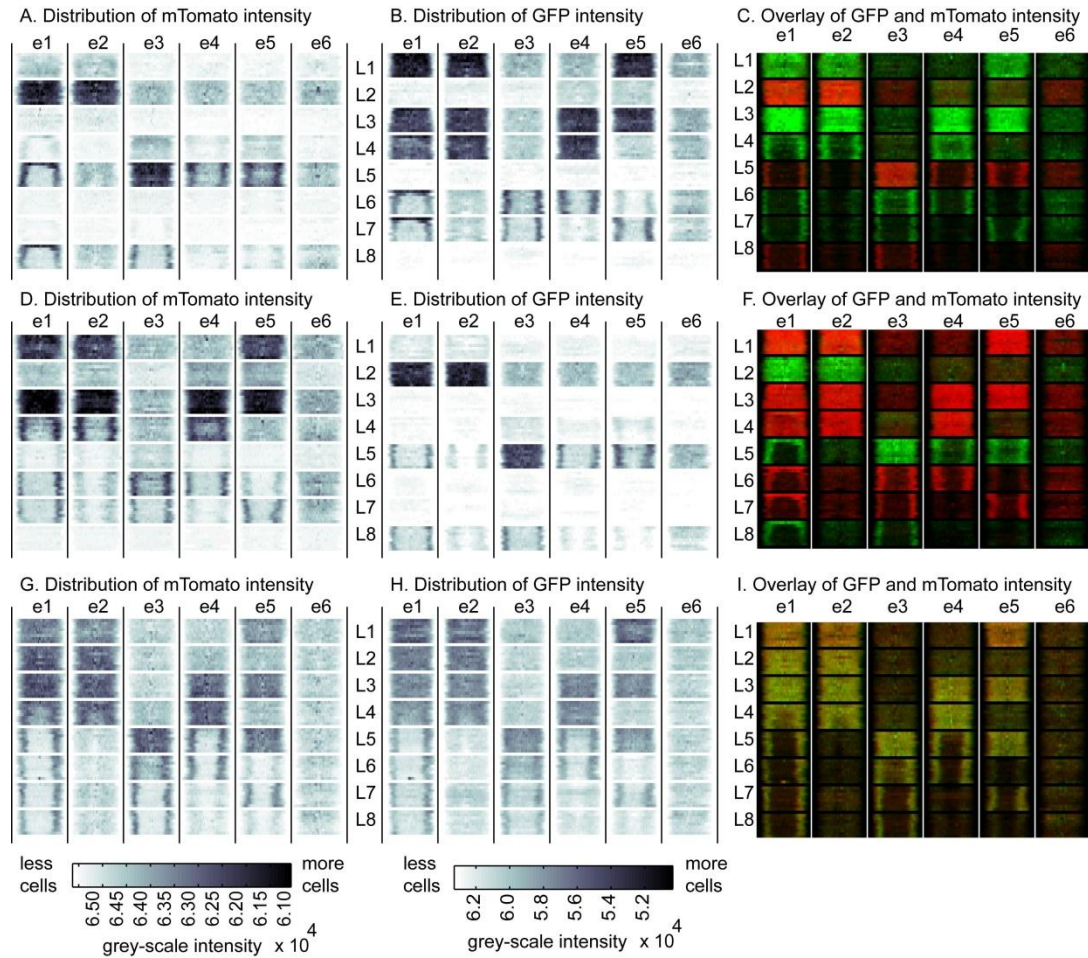 A. Distribution of mTomato intensity
B. Distribution of GFP intensity
C. Overlay of GFP and mTomato intensity
e1 e2 e3 e4 e5 e6
e1 e2 e3 e4 e5 e6
e1 e2 e3 e4 e5 e6
L1 L1
L2 L2
L3 L3
L4 L4
L5 L5
L6 L6
L7 L7
L8 L8
D. Distribution of mTomato intensity
E. Distribution of GFP intensity
F. Overlay of GFP and mTomato intensity
e1 e2 e3 e4 e5 e6
e1 e2 e3 e4 e5 e6
e1 e2 e3 e4 e5 e6
L1 L1
L2 L2
L3 L3
L4 L4
L5 L5
L6 L6
L7 L7
L8 L8
G. Distribution of mTomato intensity
H. Distribution of GFP intensity
I. Overlay of GFP and mTomato intensity
e1 e2 e3 e4 e5 e6
e1 e2 e3 e4 e5 e6
e1 e2 e3 e4 e5 e6
L1 L1
L2 L2
L3 L3
L4 L4
L5 L5
L6 L6
L7 L7
L8 L8
less cells
more cells
6.50 6.45 6.40 6.35 6.30 6.25 6.20 6.15 6.10
grey-scale intensity x 10^4
less cells
more cells
6.2 6.0 5.8 5.6 5.4 5.2
grey-scale intensity x 10^4